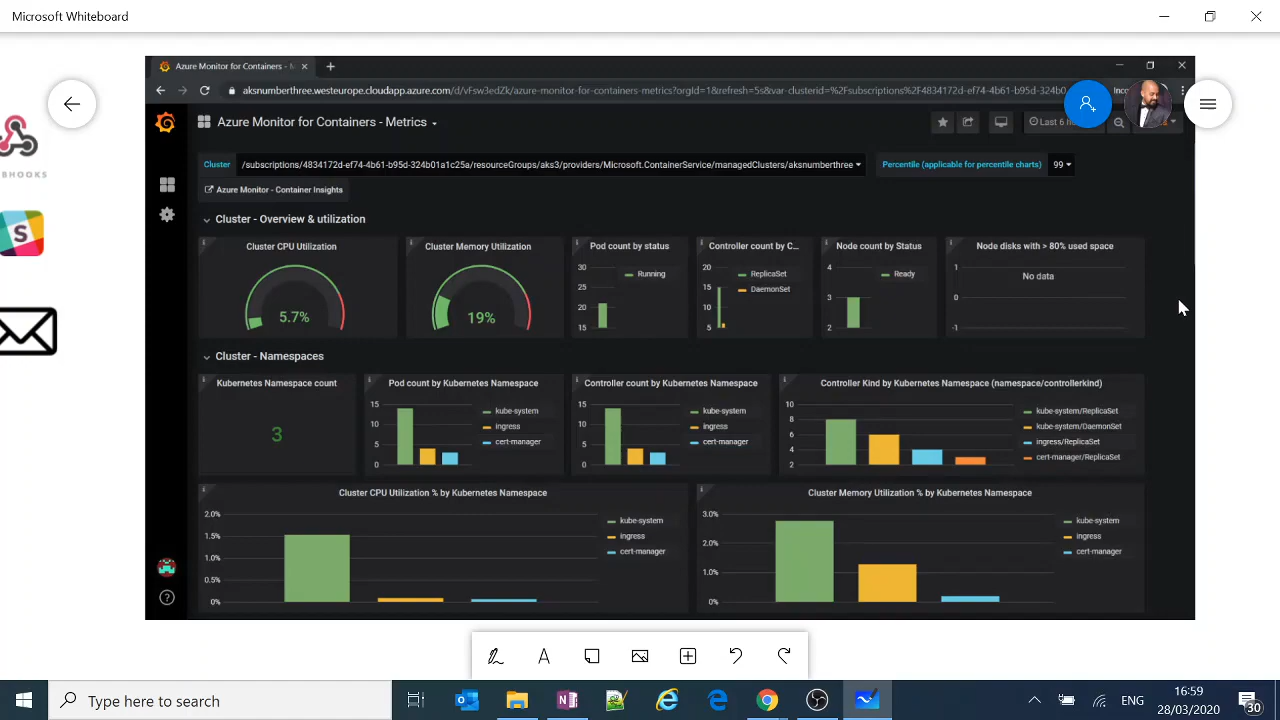 Microsoft Whiteboard
Azure Monitor for Containers -
aksnumberthree.westeurope.cloudapp.azure.com/d/vFsw3edZk/azure-monitor-for-containers-metrics?orgId=1&refresh=5s&var-clusterid=%2Fsubscriptions%2F4834172d-ef74-4b61-b95d-324b0
Azure Monitor for Containers - Metrics
Last 6
Cluster /subscriptions/4834172d-ef74-4b61-b95d-324b01a1c25a/resourceGroups/aks3/providers/Microsoft.ContainerService/managedClusters/aksnumberthree Percentile (applicable for percentile charts) 99
BHOOKS
Azure Monitor - Container Insights
Cluster - Overview & utilization
Cluster CPU Utilization
5.7%
Cluster Memory Utilization
19%
Pod count by status
30
25
20
15
Running
Controller count by C...
20
15
10
5
ReplicaSet
DaemonSet
Node count by Status
4
3
2
Ready
Node disks with > 80% used space
1
0
-1
No data
S
Cluster - Namespaces
Kubernetes Namespace count
3
Pod count by Kubernetes Namespace
15
10
5
0
kube-system
ingress
cert-manager
Controller count by Kubernetes Namespace
15
10
5
0
kube-system
ingress
cert-manager
Controller Kind by Kubernetes Namespace (namespace/controllerkind)
10
8
6
4
2
kube-system/ReplicaSet
kube-system/DaemonSet
ingress/ReplicaSet
cert-manager/ReplicaSet
Cluster CPU Utilization % by Kubernetes Namespace
2.0%
1.5%
1.0%
0.5%
0%
kube-system
ingress
cert-manager
Cluster Memory Utilization % by Kubernetes Namespace
3.0%
2.0%
1.0%
0%
kube-system
ingress
cert-manager
Type here to search
ENG
16:59
28/03/2020
30